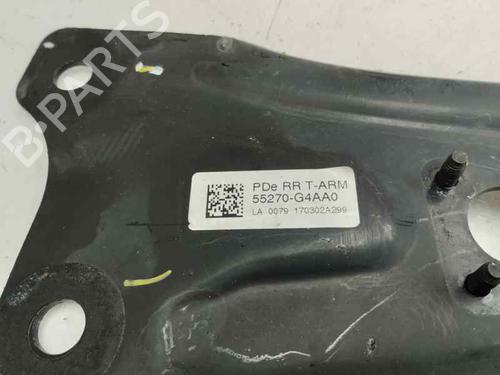 PDe RR T-ARM
55270-G4AA0
LA 0079 170302A299
B-PARTS